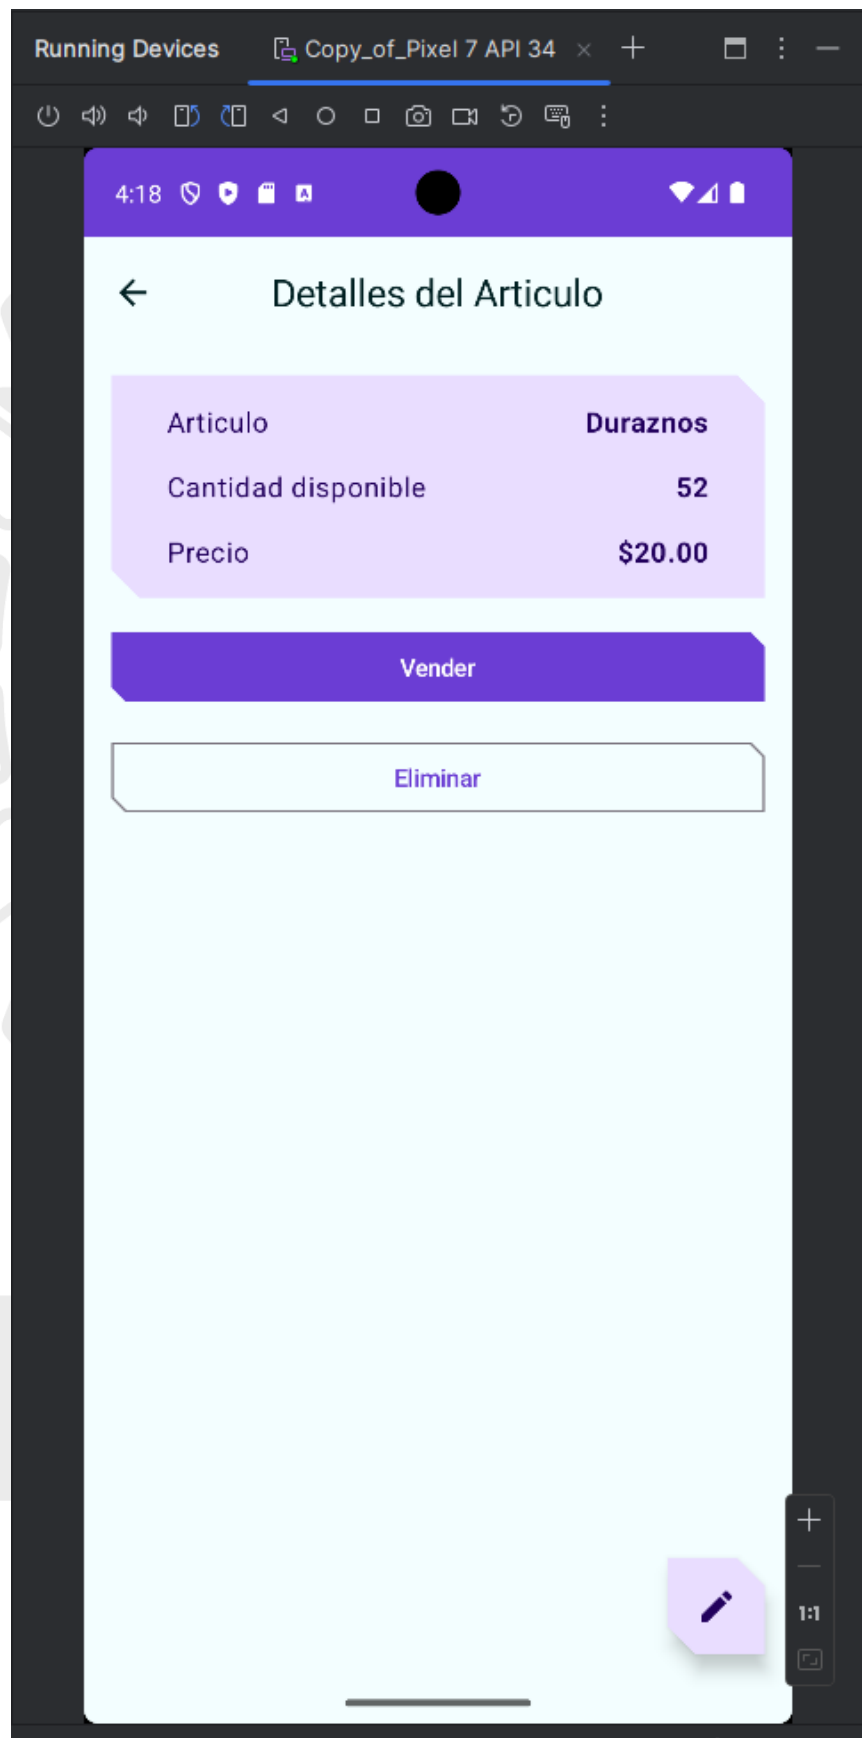 Running Devices Copy_of_Pixel 7 API 34
4:18
Detalles del Articulo
Articulo Duraznos
Cantidad disponible 52
Precio $20.00
Vender
Eliminar
1:1